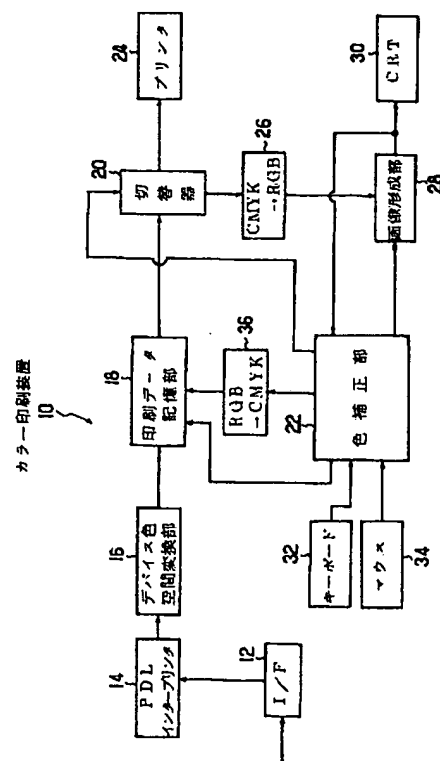 カラー印刷装置
10
I/F
12
PDL
インタープリンタ
14
デバイス色
空間変換部
16
印刷データ
記憶部
18
切替器
20
プリンタ
24
RGB
→CMYK
36
CMYK
→RGB
26
色補正部
22
画像形成部
28
CRT
30
キーボード
32
マウス
34